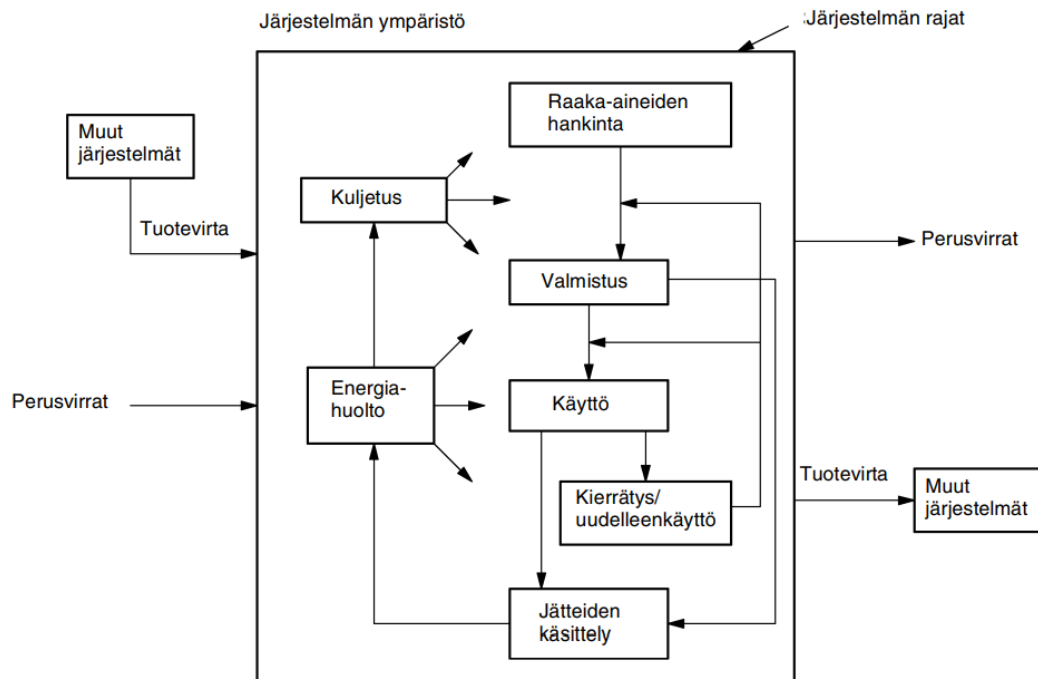 Järjestelmän ympäristö
Järjestelmän rajat
Raaka-aineiden
hankinta
Muut
järjestelmät
Kuljetus
Tuotevirta
Perusvirrat
Valmistus
Energia-
huolto
Käyttö
Perusvirrat
Tuotevirta
Kierrätys/
uudelleenkäyttö
Muut
järjestelmät
Jätteiden
käsittely